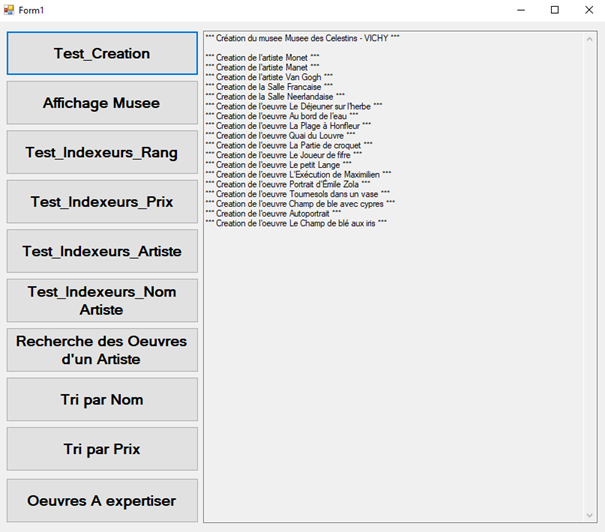 Form1
Test_Creation
Affichage Musee
Test_Indexeurs_Rang
Test_Indexeurs_Prix
Test_Indexeurs_Artiste
Test_Indexeurs_Nom
Artiste
Recherche des Oeuvres
d'un Artiste
Tri par Nom
Tri par Prix
Oeuvres A expertiser
*** Création du musee Musee des Celestins - VICHY ***
*** Creation de l'artiste Monet ***
*** Creation de l'artiste Manet ***
*** Creation de l'artiste Van Gogh ***
*** Creation de la Salle Francaise ***
*** Creation de la Salle Neerlandaise ***
*** Creation de l'oeuvre Le Déjeuner sur l'herbe ***
*** Creation de l'oeuvre Au bord de l'eau ***
*** Creation de l'oeuvre La Plage à Honfleur ***
*** Creation de l'oeuvre Quai du Louvre ***
*** Creation de l'oeuvre La Partie de croquet ***
*** Creation de l'oeuvre Le Joueur de fifre ***
*** Creation de l'oeuvre Le petit Lange ***
*** Creation de l'oeuvre L'Exécution de Maximilien ***
*** Creation de l'oeuvre Portrait d'Émile Zola ***
*** Creation de l'oeuvre Tournesols dans un vase ***
*** Creation de l'oeuvre Champ de ble avec cypres ***
*** Creation de l'oeuvre Autoportrait ***
*** Creation de l'oeuvre Le Champ de blé aux iris ***